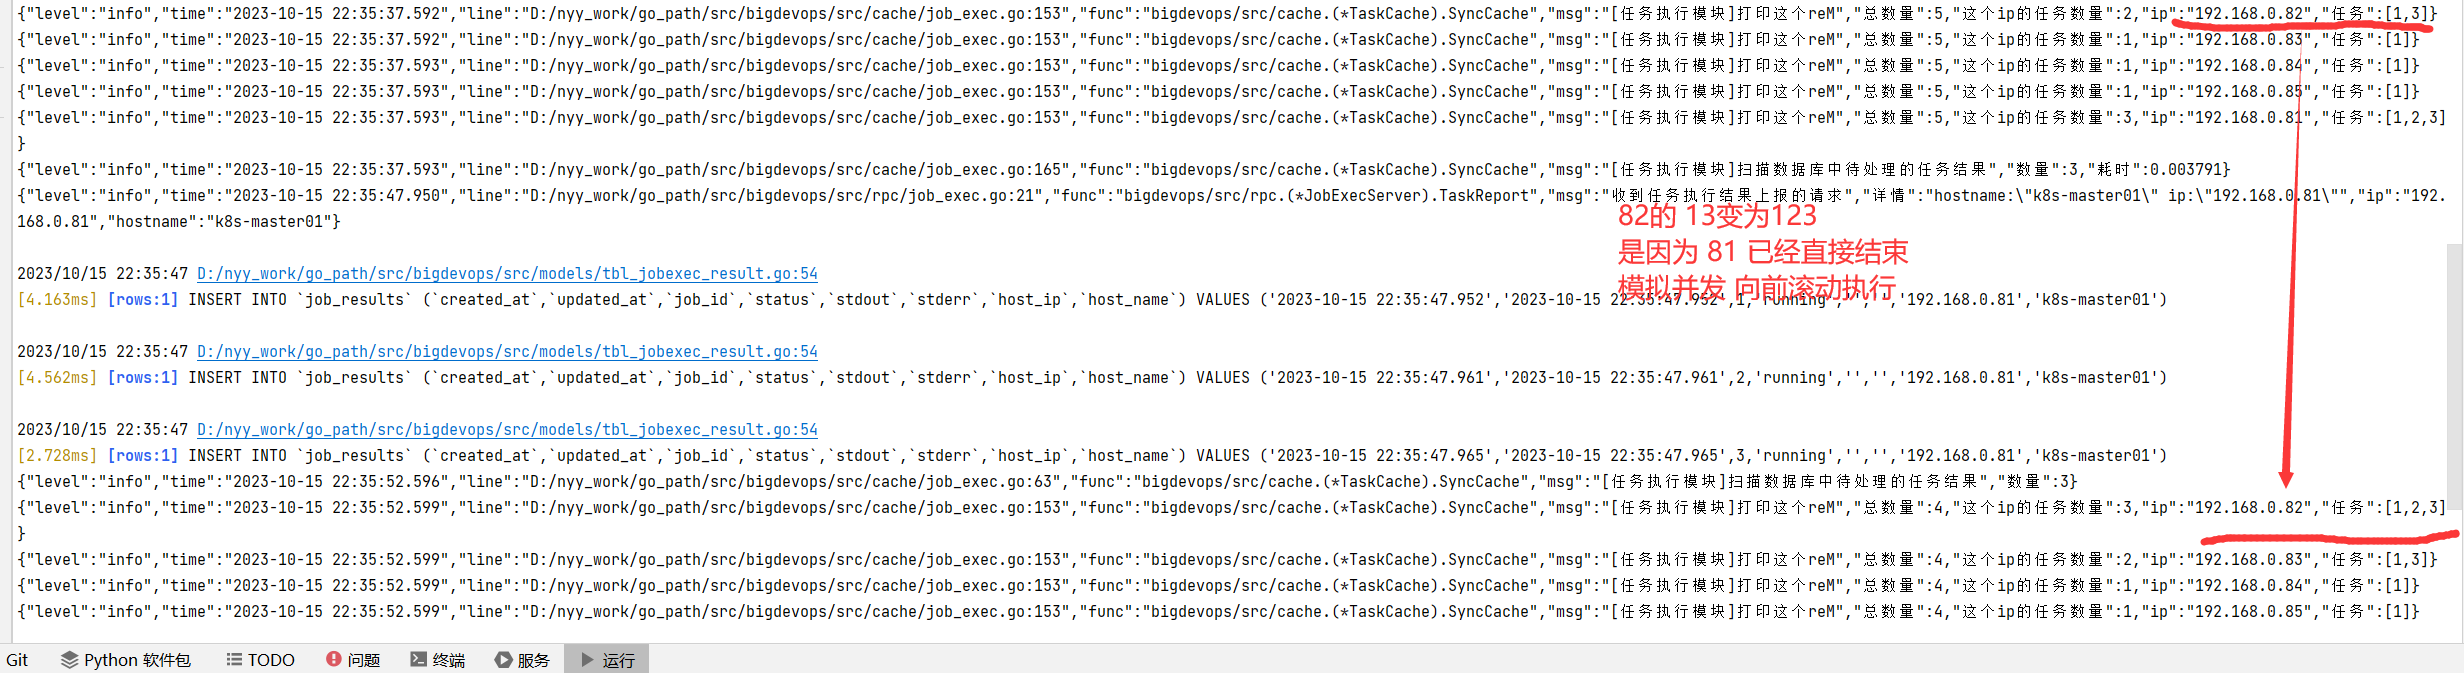 {"level":"info","time":"2023-10-15 22:35:37.592","line":"D:/nyy_work/go_path/src/bigdevops/src/cache/job_exec.go:153","func":"bigdevops/src/cache.(*TaskCache).SyncCache","msg":"[任务执行模块]打印这个reM","总数量":5,"这个ip的任务数量":2,"ip":"192.168.0.82","任务":[1,3]}
{"level":"info","time":"2023-10-15 22:35:37.592","line":"D:/nyy_work/go_path/src/bigdevops/src/cache/job_exec.go:153","func":"bigdevops/src/cache.(*TaskCache).SyncCache","msg":"[任务执行模块]打印这个reM","总数量":5,"这个ip的任务数量":1,"ip":"192.168.0.83","任务":[1]}
{"level":"info","time":"2023-10-15 22:35:37.593","line":"D:/nyy_work/go_path/src/bigdevops/src/cache/job_exec.go:153","func":"bigdevops/src/cache.(*TaskCache).SyncCache","msg":"[任务执行模块]打印这个reM","总数量":5,"这个ip的任务数量":1,"ip":"192.168.0.84","任务":[1]}
{"level":"info","time":"2023-10-15 22:35:37.593","line":"D:/nyy_work/go_path/src/bigdevops/src/cache/job_exec.go:153","func":"bigdevops/src/cache.(*TaskCache).SyncCache","msg":"[任务执行模块]打印这个reM","总数量":5,"这个ip的任务数量":1,"ip":"192.168.0.85","任务":[1]}
{"level":"info","time":"2023-10-15 22:35:37.593","line":"D:/nyy_work/go_path/src/bigdevops/src/cache/job_exec.go:153","func":"bigdevops/src/cache.(*TaskCache).SyncCache","msg":"[任务执行模块]打印这个reM","总数量":5,"这个ip的任务数量":3,"ip":"192.168.0.81","任务":[1,2,3]
}
{"level":"info","time":"2023-10-15 22:35:37.593","line":"D:/nyy_work/go_path/src/bigdevops/src/cache/job_exec.go:165","func":"bigdevops/src/cache.(*TaskCache).SyncCache","msg":"[任务执行模块]扫描数据库中待处理的任务结果","数量":3,"耗时":0.003791}
{"level":"info","time":"2023-10-15 22:35:47.950","line":"D:/nyy_work/go_path/src/bigdevops/src/rpc/job_exec.go:21","func":"bigdevops/src/rpc.(*JobExecServer).TaskReport","msg":"收到任务执行结果上报的请求","详情":"hostname:\"k8s-master01\" ip:\"192.168.0.81\"","ip":"192.
168.0.81","hostname":"k8s-master01"}
82的 13变为123
是因为 81 已经直接结束
模拟并发 向前滚动执行
2023/10/15 22:35:47 D:/nyy_work/go_path/src/bigdevops/src/models/tbl_jobexec_result.go:54
[4.163ms] [rows:1] INSERT INTO `job_results` (`created_at`,`updated_at`,`job_id`,`status`,`stdout`,`stderr`,`host_ip`,`host_name`) VALUES ('2023-10-15 22:35:47.952','2023-10-15 22:35:47.952',1,'running','','','192.168.0.81','k8s-master01')
2023/10/15 22:35:47 D:/nyy_work/go_path/src/bigdevops/src/models/tbl_jobexec_result.go:54
[4.562ms] [rows:1] INSERT INTO `job_results` (`created_at`,`updated_at`,`job_id`,`status`,`stdout`,`stderr`,`host_ip`,`host_name`) VALUES ('2023-10-15 22:35:47.961','2023-10-15 22:35:47.961',2,'running','','','192.168.0.81','k8s-master01')
2023/10/15 22:35:47 D:/nyy_work/go_path/src/bigdevops/src/models/tbl_jobexec_result.go:54
[2.728ms] [rows:1] INSERT INTO `job_results` (`created_at`,`updated_at`,`job_id`,`status`,`stdout`,`stderr`,`host_ip`,`host_name`) VALUES ('2023-10-15 22:35:47.965','2023-10-15 22:35:47.965',3,'running','','','192.168.0.81','k8s-master01')
{"level":"info","time":"2023-10-15 22:35:52.596","line":"D:/nyy_work/go_path/src/bigdevops/src/cache/job_exec.go:63","func":"bigdevops/src/cache.(*TaskCache).SyncCache","msg":"[任务执行模块]扫描数据库中待处理的任务结果","数量":3}
{"level":"info","time":"2023-10-15 22:35:52.599","line":"D:/nyy_work/go_path/src/bigdevops/src/cache/job_exec.go:153","func":"bigdevops/src/cache.(*TaskCache).SyncCache","msg":"[任务执行模块]打印这个reM","总数量":4,"这个ip的任务数量":3,"ip":"192.168.0.82","任务":[1,2,3]
}
{"level":"info","time":"2023-10-15 22:35:52.599","line":"D:/nyy_work/go_path/src/bigdevops/src/cache/job_exec.go:153","func":"bigdevops/src/cache.(*TaskCache).SyncCache","msg":"[任务执行模块]打印这个reM","总数量":4,"这个ip的任务数量":2,"ip":"192.168.0.83","任务":[1,3]}
{"level":"info","time":"2023-10-15 22:35:52.599","line":"D:/nyy_work/go_path/src/bigdevops/src/cache/job_exec.go:153","func":"bigdevops/src/cache.(*TaskCache).SyncCache","msg":"[任务执行模块]打印这个reM","总数量":4,"这个ip的任务数量":1,"ip":"192.168.0.84","任务":[1]}
{"level":"info","time":"2023-10-15 22:35:52.599","line":"D:/nyy_work/go_path/src/bigdevops/src/cache/job_exec.go:153","func":"bigdevops/src/cache.(*TaskCache).SyncCache","msg":"[任务执行模块]打印这个reM","总数量":4,"这个ip的任务数量":1,"ip":"192.168.0.85","任务":[1]}
Git Python 软件包 TODO 问题 终端 服务 运行